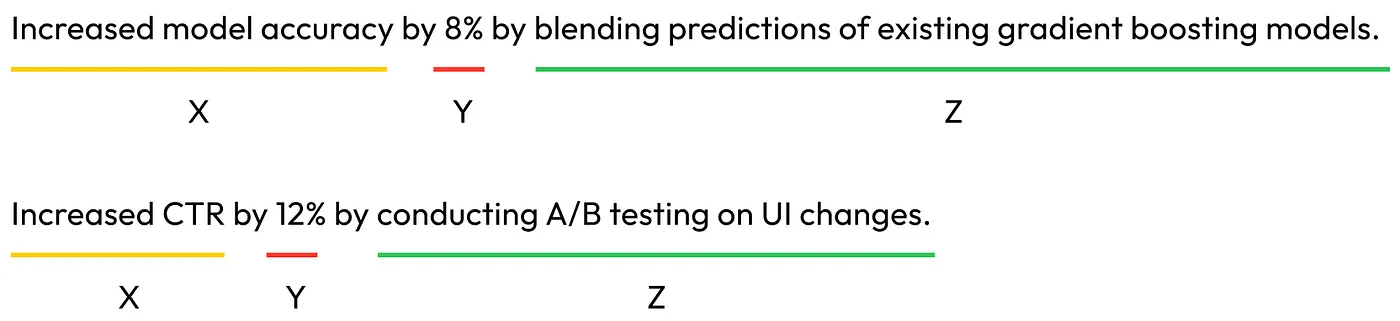 Increased model accuracy by 8% by blending predictions of existing gradient boosting models.
X Y Z
Increased CTR by 12% by conducting A/B testing on UI changes.
X Y Z